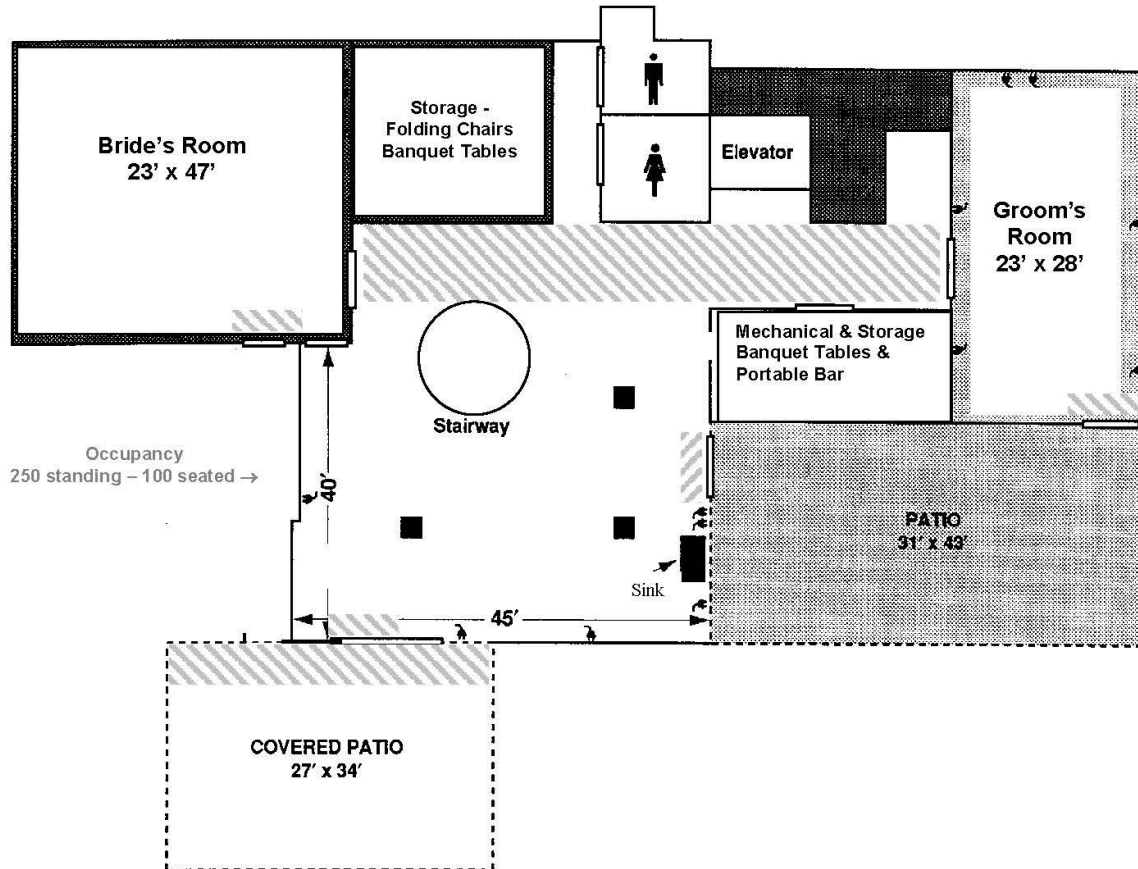 Bride's Room
23' x 47'
Storage -
Folding Chairs
Banquet Tables
Elevator
Groom's
Room
23' x 28'
Mechanical & Storage
Banquet Tables &
Portable Bar
Stairway
Occupancy
250 standing – 100 seated →
40'
PATIO
31' x 43'
Sink
45'
COVERED PATIO
27' x 34'